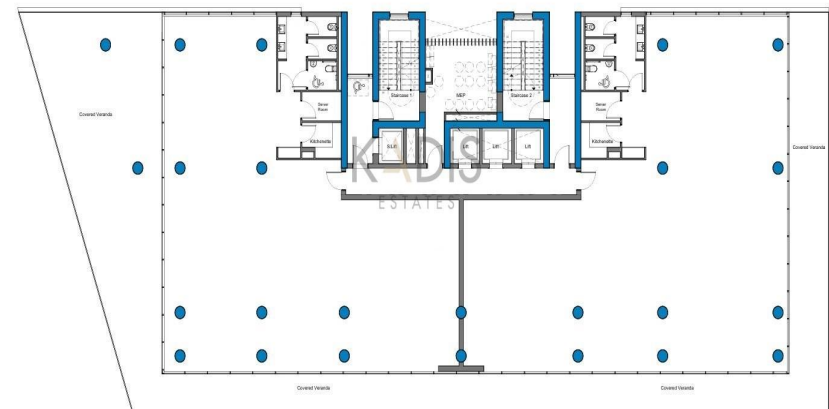 Covered Veranda
Server
Room
Kitchenette
Staircase 1
MEP
Staircase 2
S.Lift
Lift
Lift
Lift
Server
Room
Kitchenette
Covered Veranda
KADIS
ESTATES
Covered Veranda
Covered Veranda